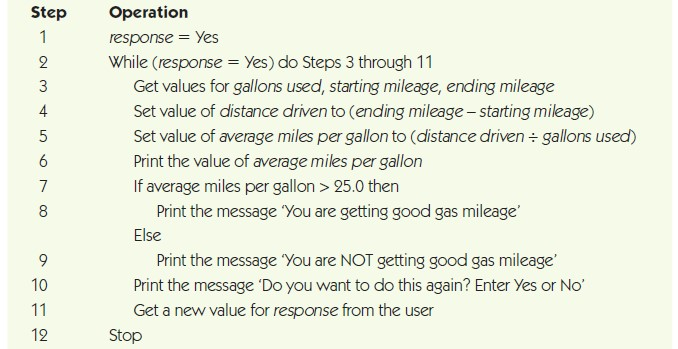 Step Operation
1 response = Yes
2 While (response = Yes) do Steps 3 through 11
3 Get values for gallons used, starting mileage, ending mileage
4 Set value of distance driven to (ending mileage – starting mileage)
5 Set value of average miles per gallon to (distance driven ÷ gallons used)
6 Print the value of average miles per gallon
7 If average miles per gallon > 25.0 then
8 Print the message ‘You are getting good gas mileage’
Else
9 Print the message ‘You are NOT getting good gas mileage’
10 Print the message ‘Do you want to do this again? Enter Yes or No’
11 Get a new value for response from the user
12 Stop